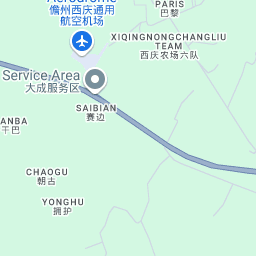 儋州西庆通用
航空机场
PARIS
巴黎
XIQINGNONGCHANGLIU
TEAM
西庆农场六队
Service Area
大成服务区
SAIBIAN
赛边
ANBA
干巴
CHAOGU
朝古
YONGHU
拥护